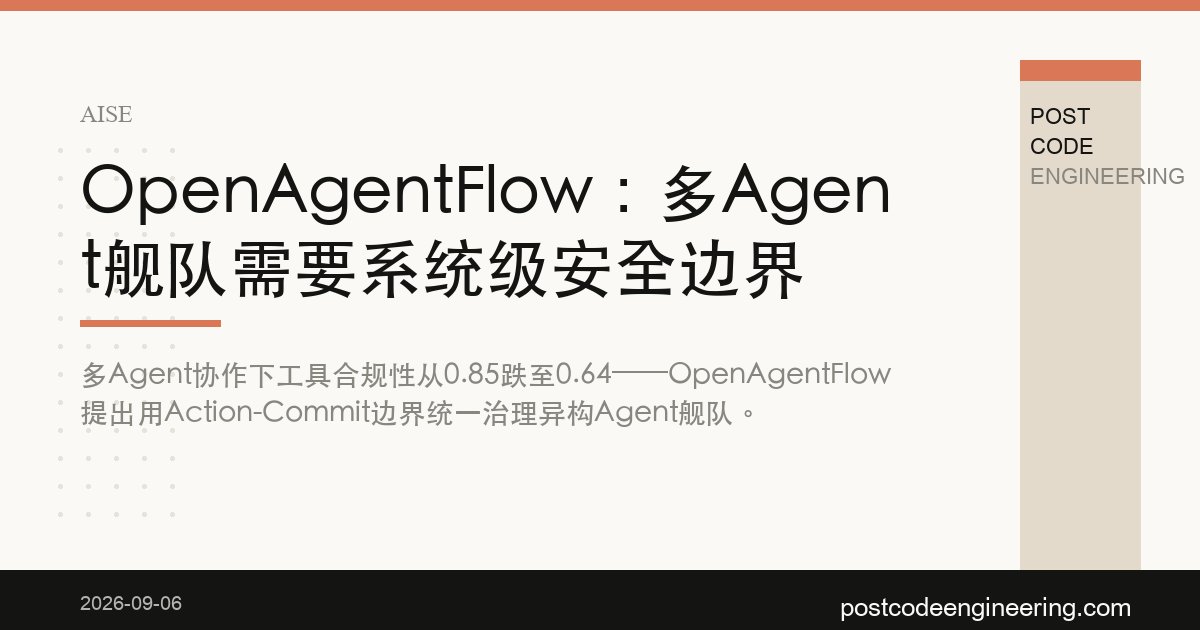 AISE
OpenAgentFlow：多Agen
t舰队需要系统级安全边界
多Agent协作下工具合规性从0.85跌至0.64——OpenAgentFlow
提出用Action-Commit边界统一治理异构Agent舰队。
POST
CODE
ENGINEERING
2026-09-06
postcodeengineering.com